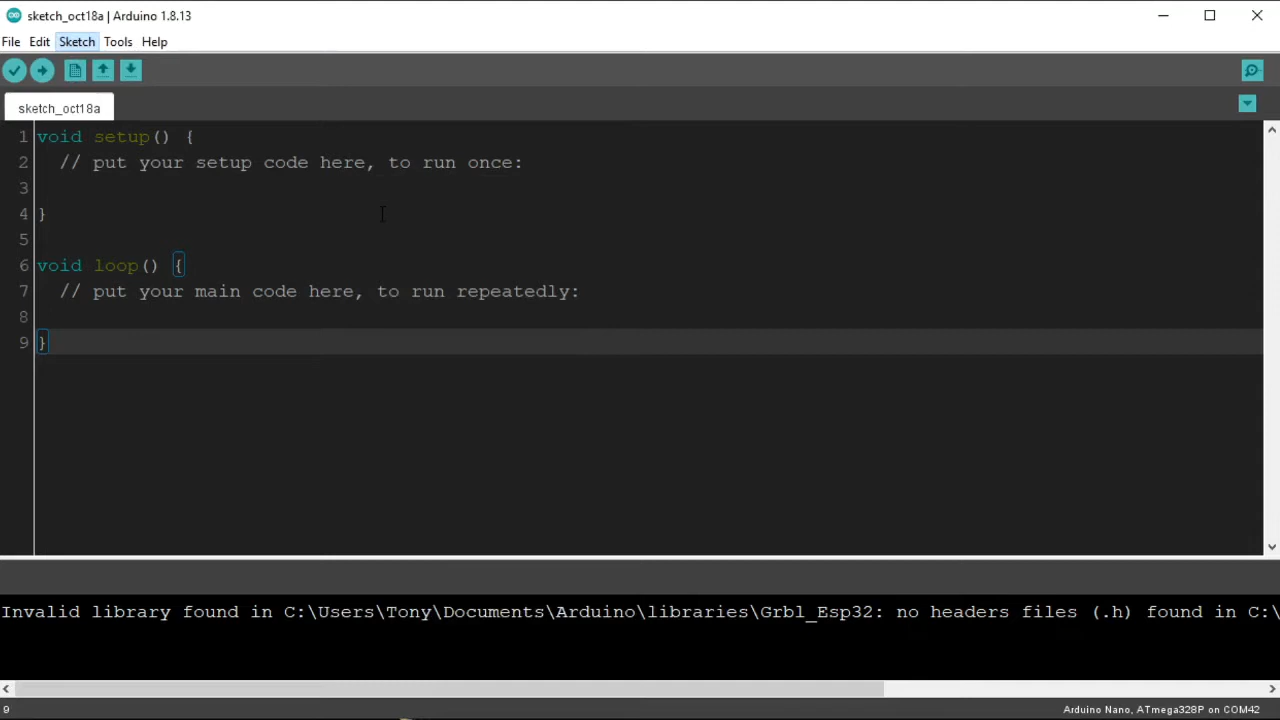 sketch_oct18a | Arduino 1.8.13
File Edit Sketch Tools Help
sketch_oct18a
1 void setup() {
2   // put your setup code here, to run once:
3
4 }
5
6 void loop() {
7   // put your main code here, to run repeatedly:
8
9 }
Invalid library found in C:\Users\Tony\Documents\Arduino\libraries\Grbl_Esp32: no headers files (.h) found in C:\
9 Arduino Nano, ATmega328P on COM42